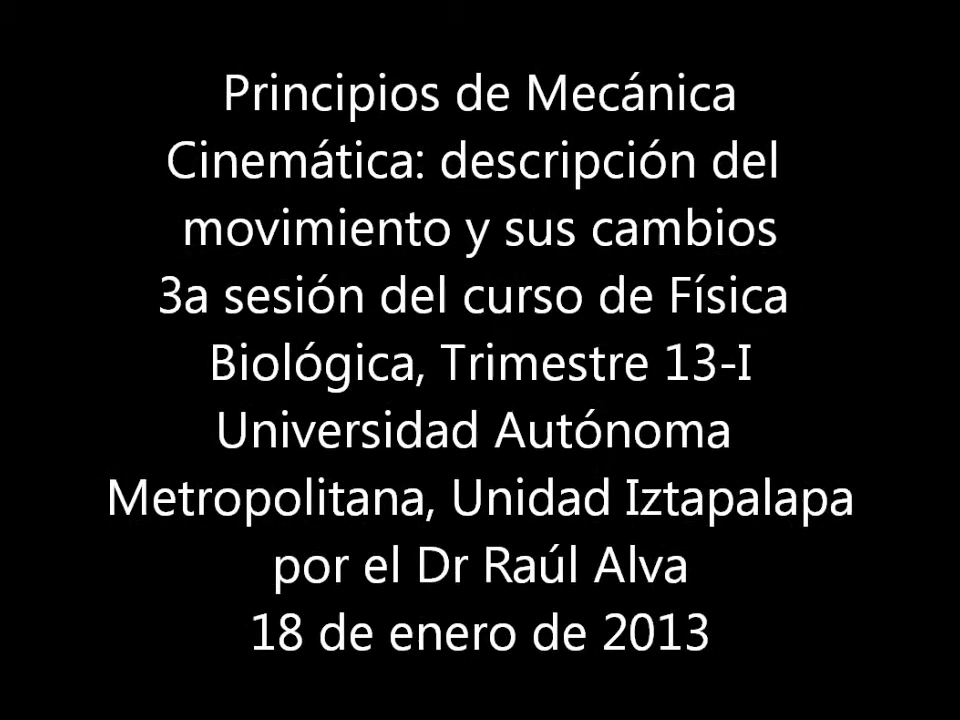 Principios de Mecánica
Cinemática: descripción del
movimiento y sus cambios
3a sesión del curso de Física
Biológica, Trimestre 13-I
Universidad Autónoma
Metropolitana, Unidad Iztapalapa
por el Dr Raúl Alva
18 de enero de 2013